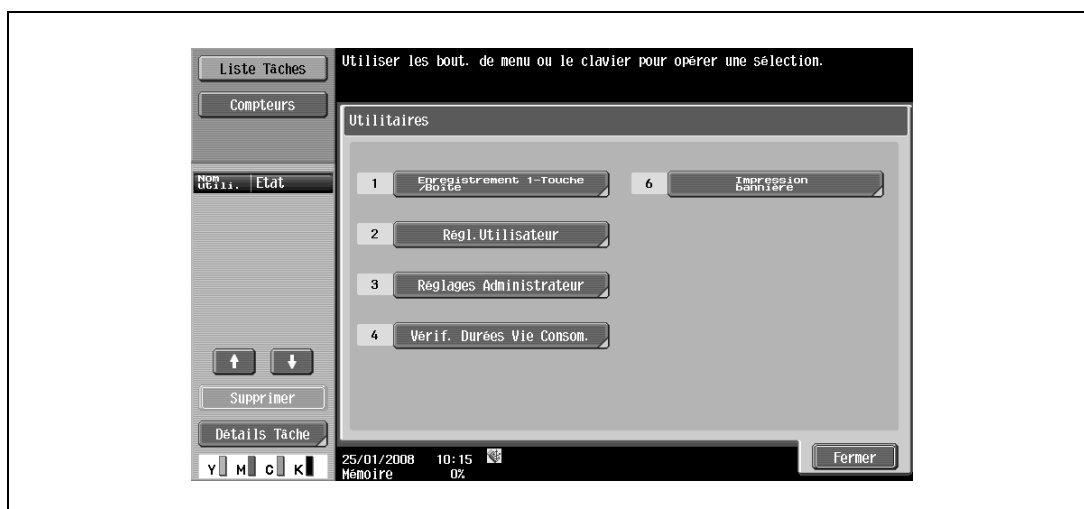 Liste Tâches
Compteurs
Nom utili.
Etat
Supprimer
Détails Tâche
Y M C K
Utiliser les bout. de menu ou le clavier pour opérer une sélection.
Utilitaires
1 Enregistrement 1-Touche
/Boîte
2 Régl.Utilisateur
3 Réglages Administrateur
4 Vérif. Durées Vie Consom.
6 Impression
bannière
25/01/2008 10:15
Mémoire 0%
Fermer